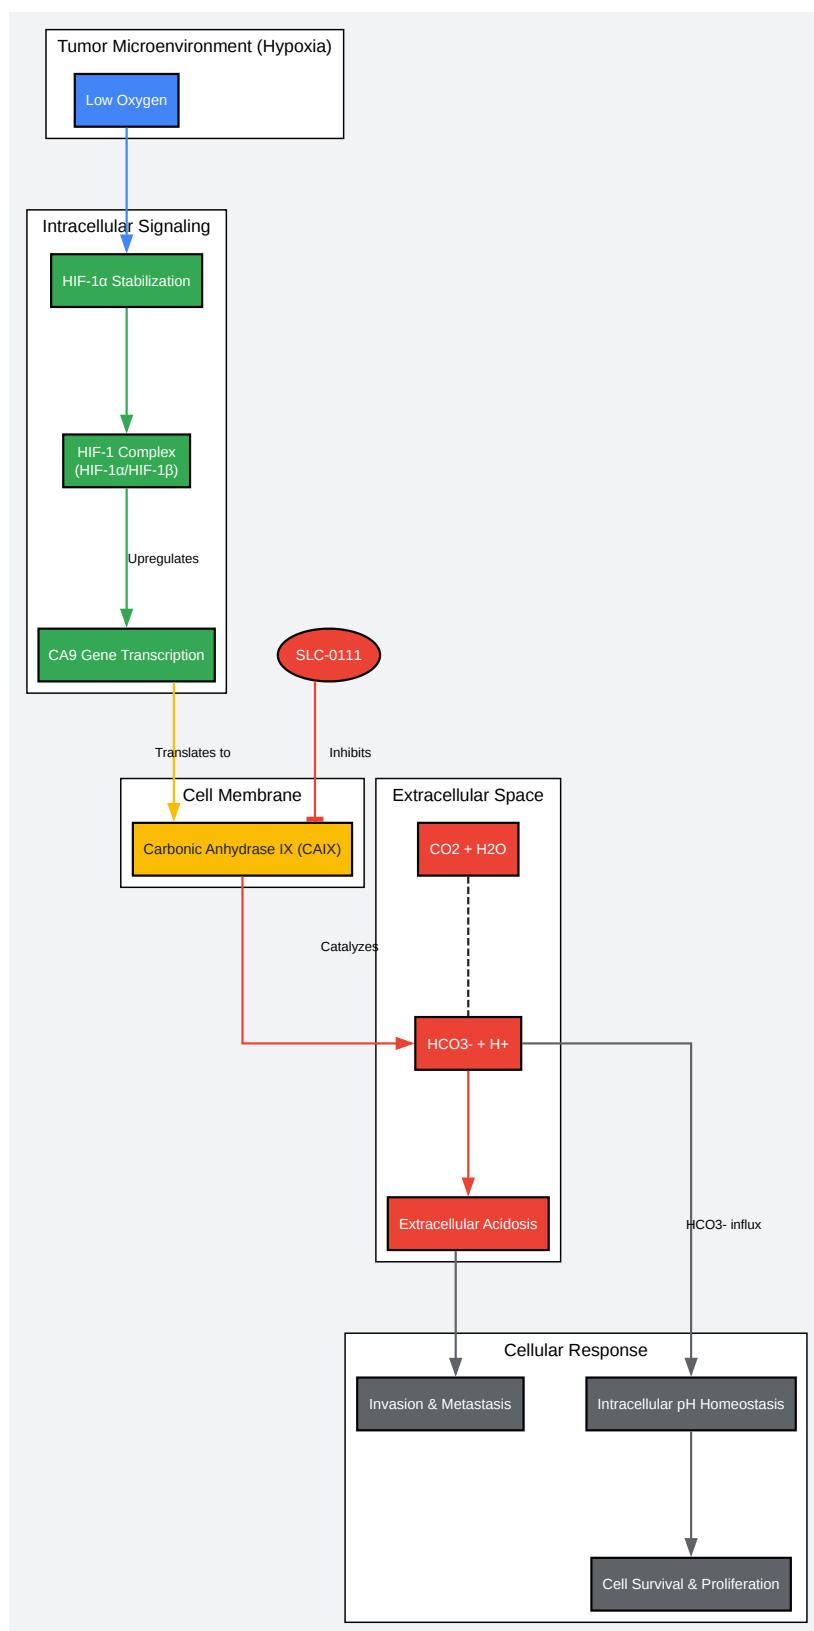 Tumor Microenvironment (Hypoxia)
Low Oxygen
Intracellular Signaling
HIF-1α Stabilization
HIF-1 Complex
(HIF-1α/HIF-1β)
Upregulates
CA9 Gene Transcription
SLC-0111
Translates to
Inhibits
Cell Membrane
Extracellular Space
Carbonic Anhydrase IX (CAIX)
CO2 + H2O
Catalyzes
HCO3- + H+
Extracellular Acidosis
HCO3- influx
Cellular Response
Invasion & Metastasis
Intracellular pH Homeostasis
Cell Survival & Proliferation